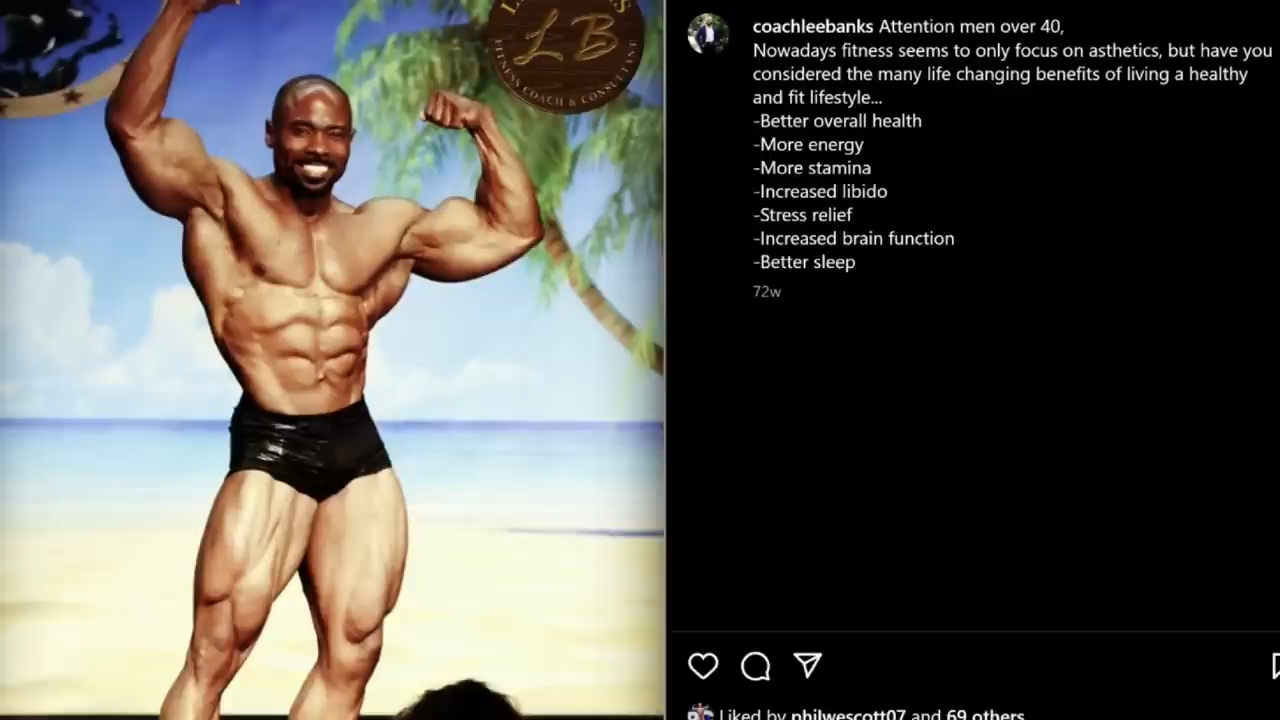 L B
FITNESS COACH & CONSULTANT
coachleebanks Attention men over 40,
Nowadays fitness seems to only focus on asthetics, but have you
considered the many life changing benefits of living a healthy
and fit lifestyle...
-Better overall health
-More energy
-More stamina
-Increased libido
-Stress relief
-Increased brain function
-Better sleep
72w
Liked by philwescott07 and 69 others